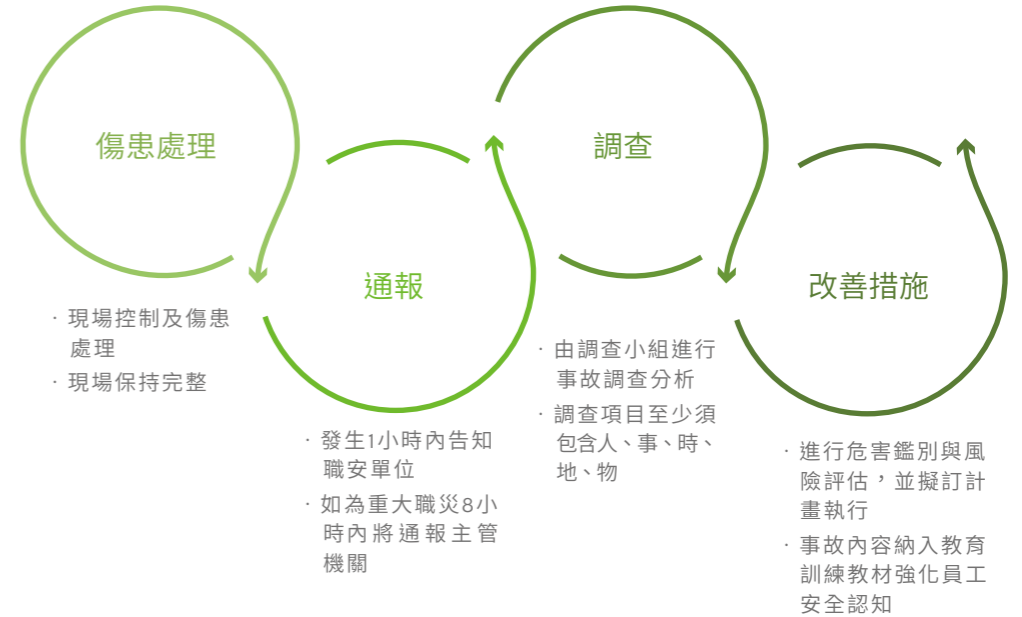 傷患處理
· 現場控制及傷患
處理
· 現場保持完整
通報
· 發生1小時內告知
職安單位
· 如為重大職災8小
時內將通報主管
機關
調查
· 由調查小組進行
事故調查分析
· 調查項目至少須
包含人、事、時、
地、物
改善措施
· 進行危害鑑別與風
險評估，並擬訂計
畫執行
· 事故內容納入教育
訓練教材強化員工
安全認知